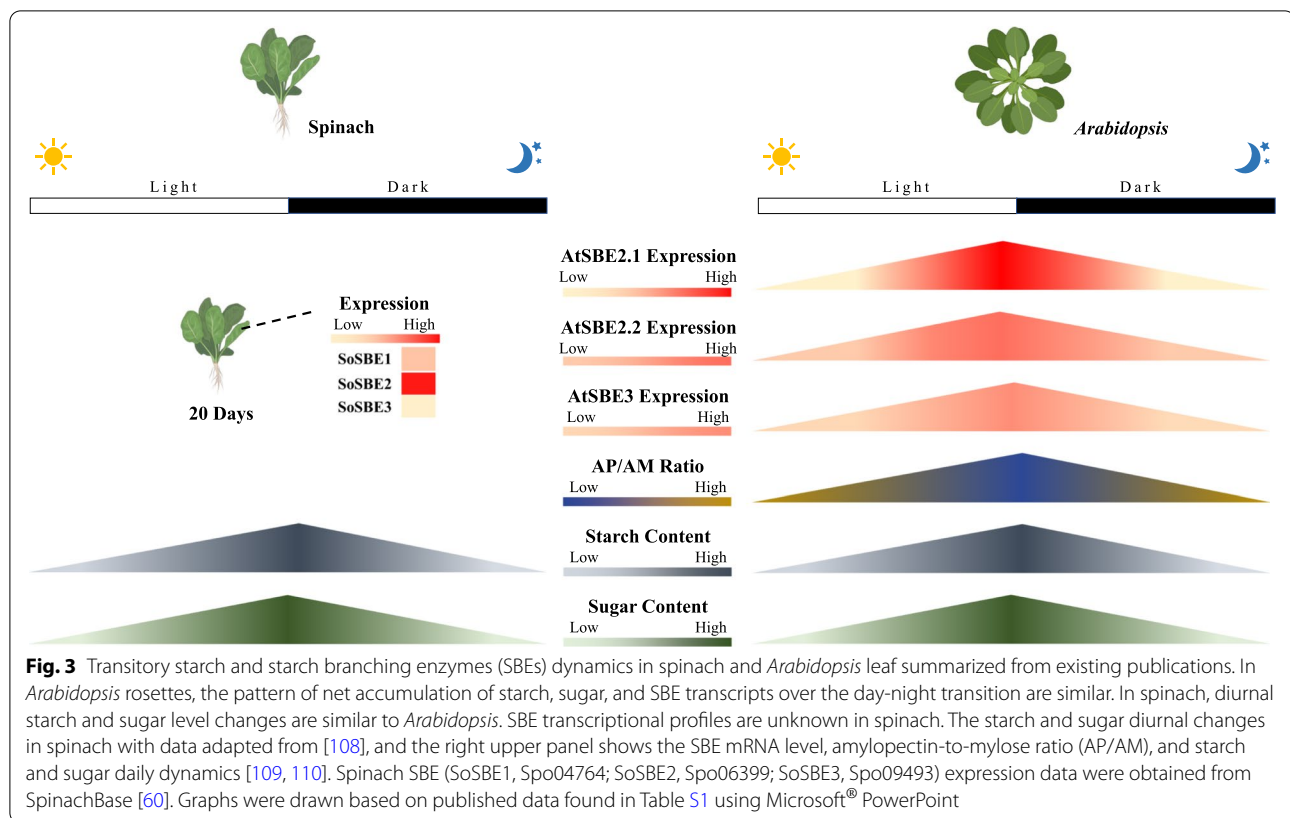 Spinach
Arabidopsis
Light Dark
Light Dark
AtSBE2.1 Expression
Low High
Expression
Low High
SoSBE1
SoSBE2
SoSBE3
20 Days
AtSBE2.2 Expression
Low High
AtSBE3 Expression
Low High
AP/AM Ratio
Low High
Starch Content
Low High
Sugar Content
Low High
Fig. 3 Transitory starch and starch branching enzymes (SBEs) dynamics in spinach and Arabidopsis leaf summarized from existing publications. In
Arabidopsis rosettes, the pattern of net accumulation of starch, sugar, and SBE transcripts over the day-night transition are similar. In spinach, diurnal
starch and sugar level changes are similar to Arabidopsis. SBE transcriptional profiles are unknown in spinach. The starch and sugar diurnal changes
in spinach with data adapted from [108], and the right upper panel shows the SBE mRNA level, amylopectin-to-mylose ratio (AP/AM), and starch
and sugar daily dynamics [109, 110]. Spinach SBE (SoSBE1, Spo04764; SoSBE2, Spo06399; SoSBE3, Spo09493) expression data were obtained from
SpinachBase [60]. Graphs were drawn based on published data found in Table S1 using Microsoft® PowerPoint